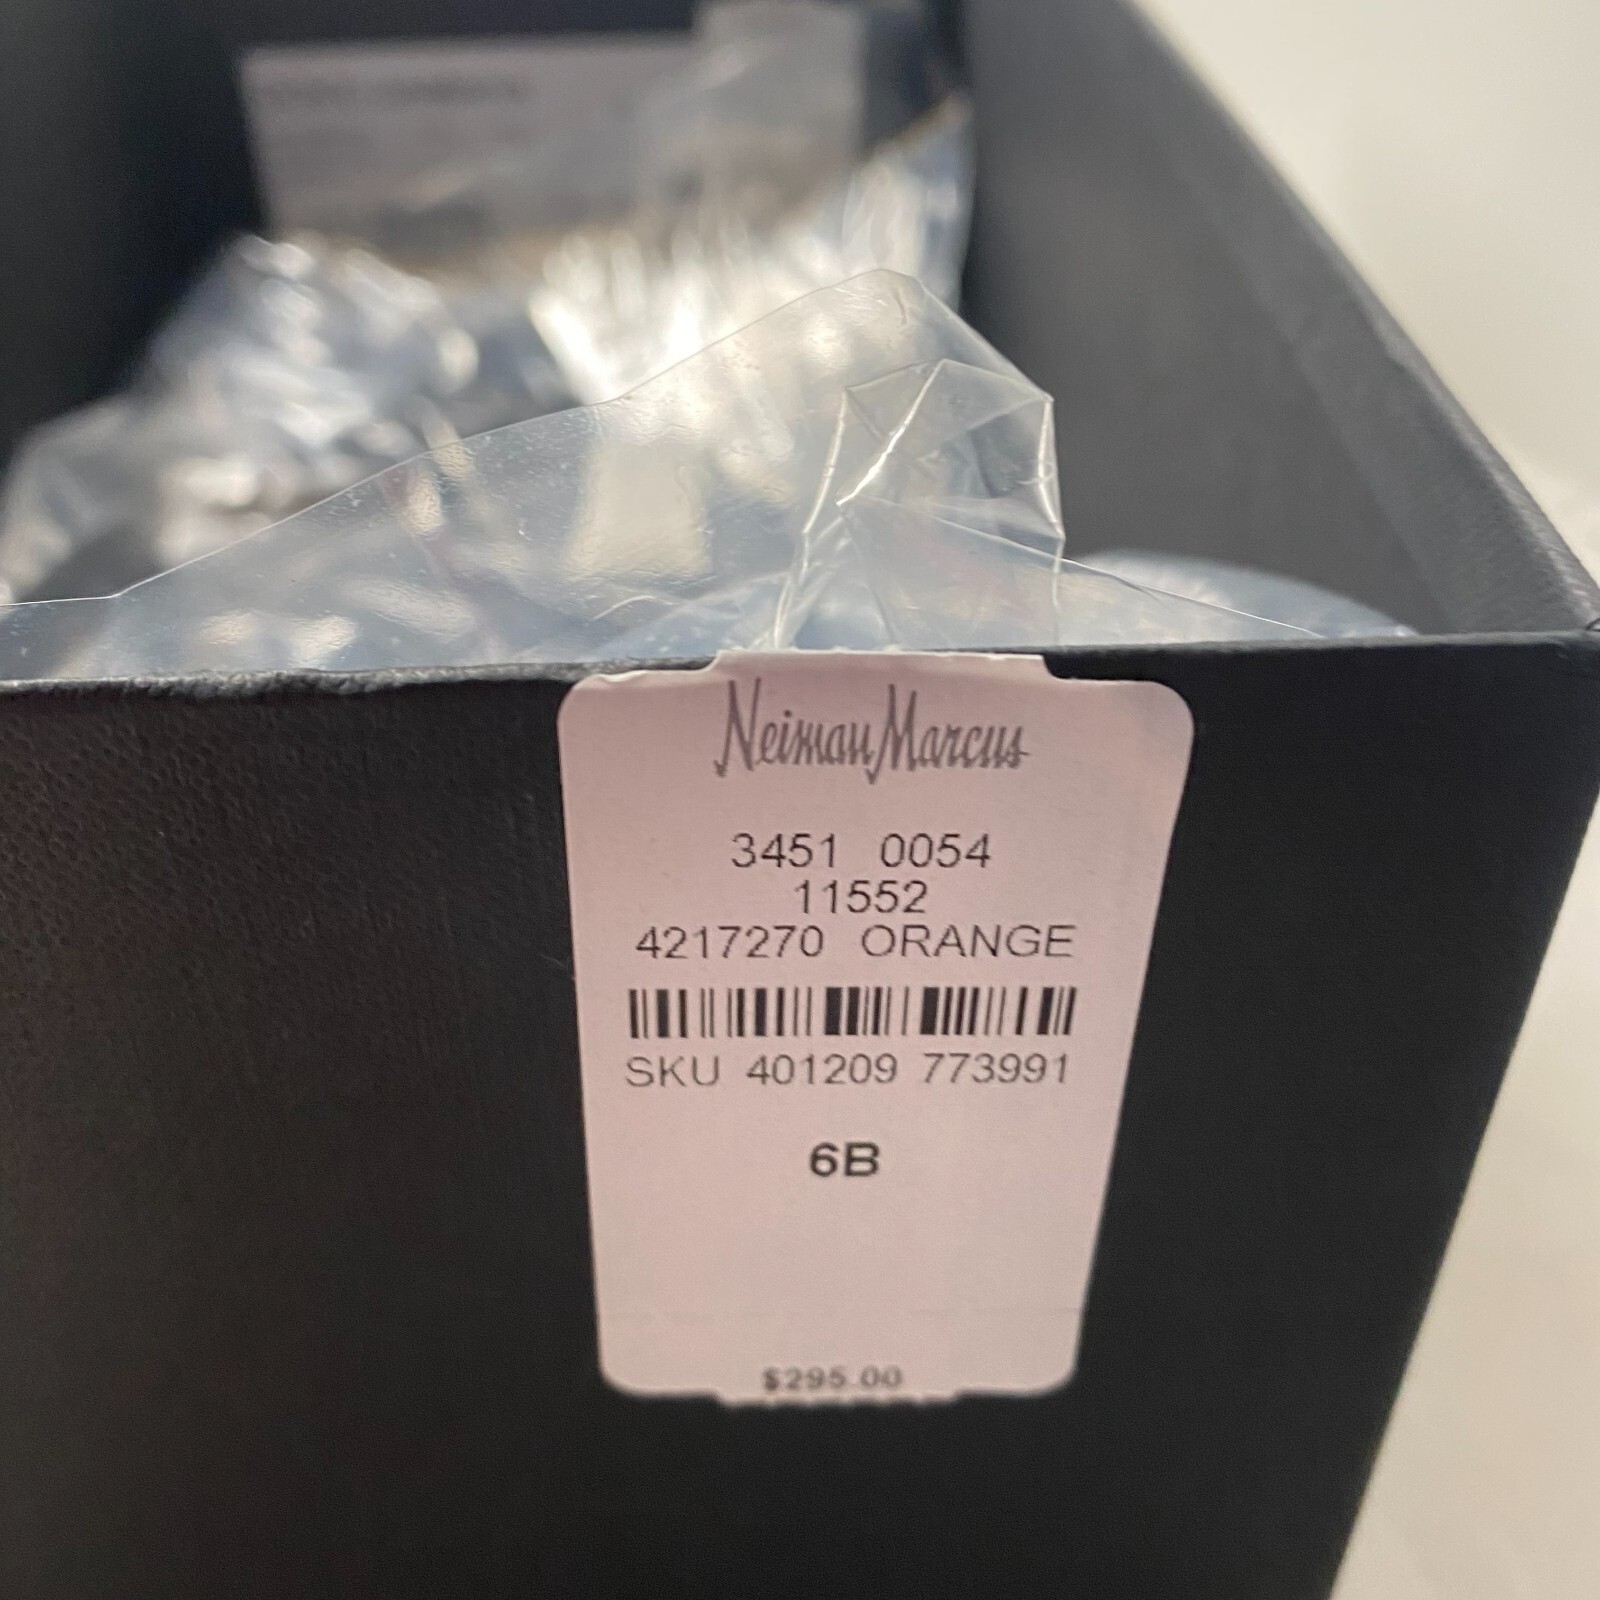 Neiman Marcus
3451 0054
11552
4217270 ORANGE
SKU 401209 773991
6B
$295.00